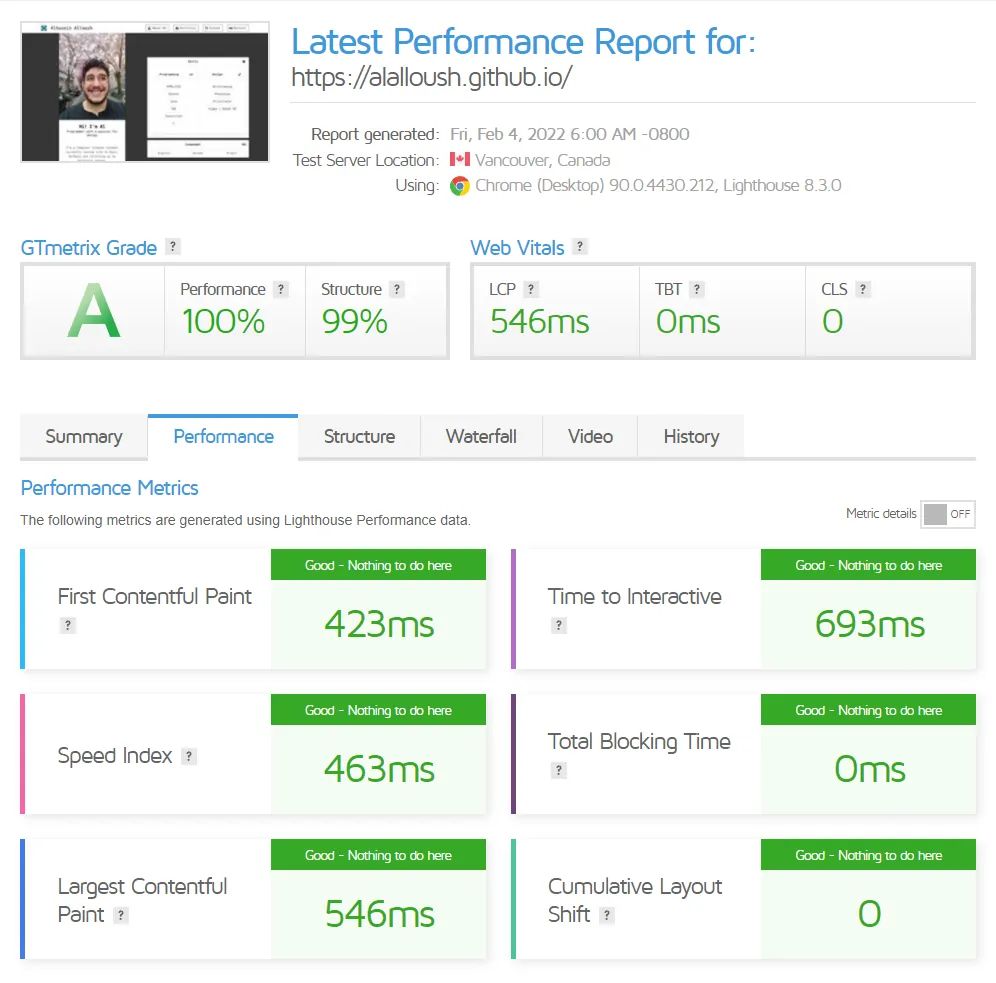 Latest Performance Report for:
https://alalloush.github.io/
Report generated: Fri, Feb 4, 2022 6:00 AM -0800
Test Server Location: Vancouver, Canada
Using: Chrome (Desktop) 90.0.4430.212, Lighthouse 8.3.0
Hi! I'm Al
GTmetrix Grade ?
Web Vitals ?
A
Performance ?
100%
Structure ?
99%
LCP ?
546ms
TBT ?
0ms
CLS ?
0
Summary Performance Structure Waterfall Video History
Performance Metrics
The following metrics are generated using Lighthouse Performance data.
Metric details OFF
First Contentful Paint
?
Good - Nothing to do here
423ms
Time to Interactive
?
Good - Nothing to do here
693ms
Speed Index ?
Good - Nothing to do here
463ms
Total Blocking Time
?
Good - Nothing to do here
0ms
Largest Contentful
Paint ?
Good - Nothing to do here
546ms
Cumulative Layout
Shift ?
Good - Nothing to do here
0